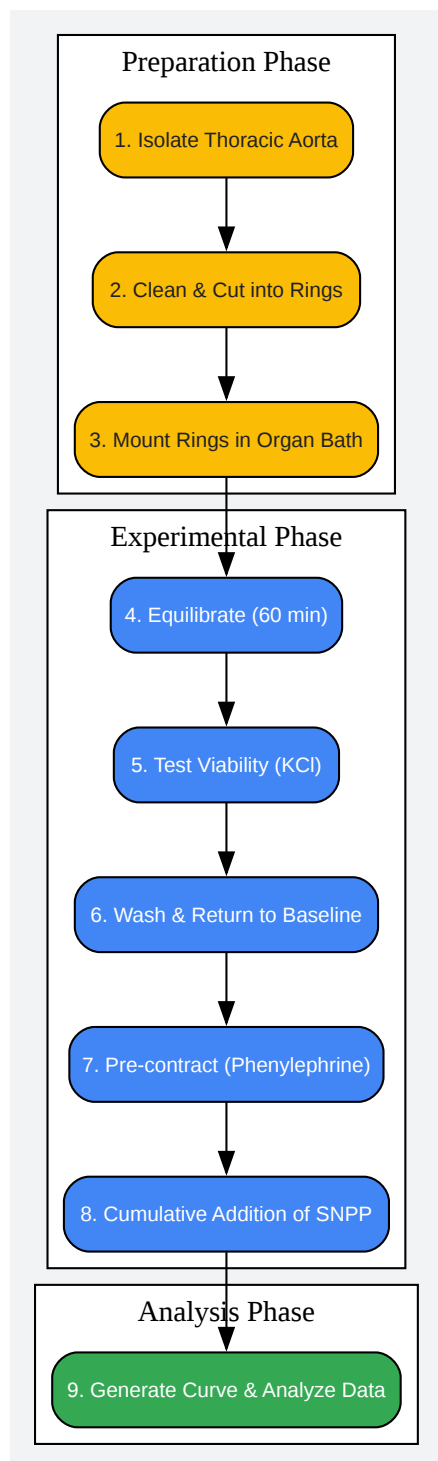 Preparation Phase
1. Isolate Thoracic Aorta
2. Clean & Cut into Rings
3. Mount Rings in Organ Bath
Experimental Phase
4. Equilibrate (60 min)
5. Test Viability (KCl)
6. Wash & Return to Baseline
7. Pre-contract (Phenylephrine)
8. Cumulative Addition of SNPP
Analysis Phase
9. Generate Curve & Analyze Data